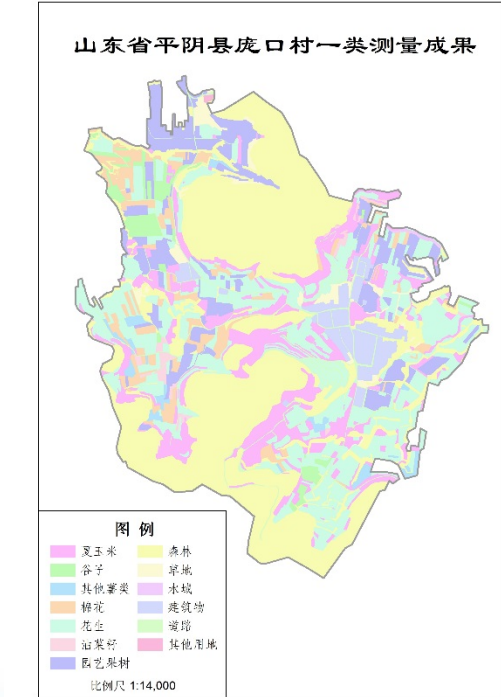 山东省平阴县庞口村一类测量成果
图 例
夏玉米 森林
谷子 草地
其他薯类 水域
棉花 建筑物
花生 道路
油菜籽 其他用地
园艺果树
比例尺 1:14,000